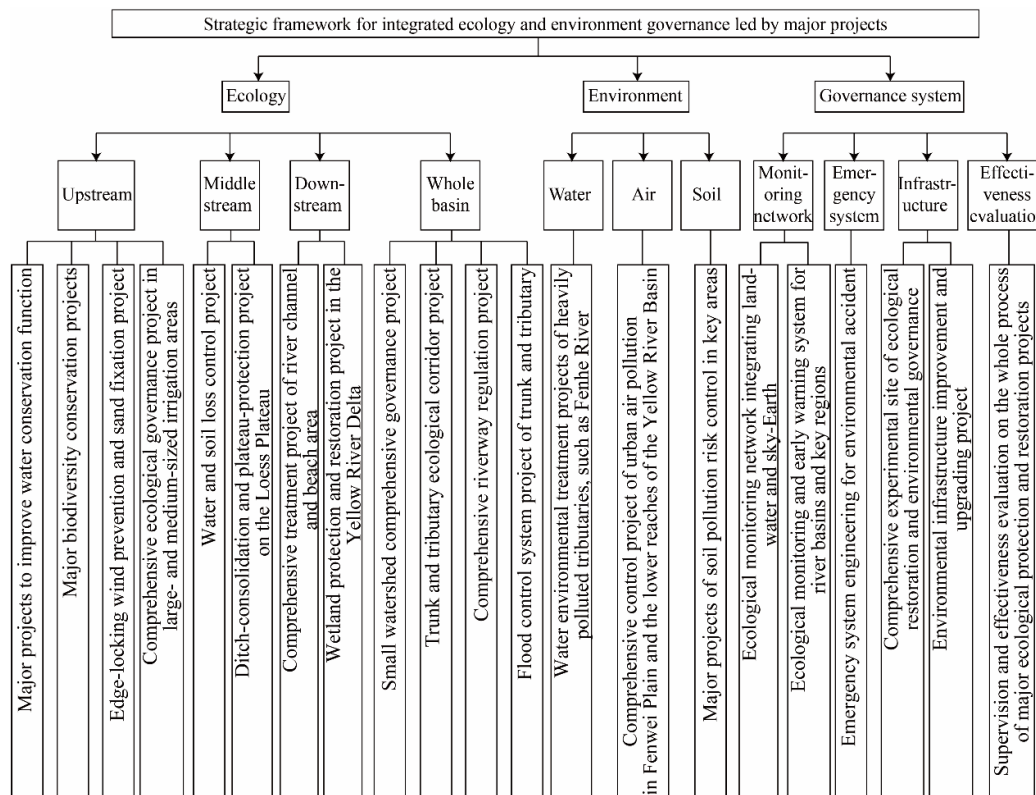 Strategic framework for integrated ecology and environment governance led by major projects
Ecology
Environment
Governance system
Upstream
Middle
stream
Down-
stream
Whole
basin
Water
Air
Soil
Monit-
oring
network
Emer-
gency
system
Infrastr-
ucture
Effecti-
veness
evaluation
Major projects to improve water conservation function
Major biodiversity conservation projects
Edge-locking wind prevention and sand fixation project
Comprehensive ecological governance project in
large- and medium-sized irrigation areas
Water and soil loss control project
Ditch-consolidation and plateau-protection project
on the Loess Plateau
Comprehensive treatment project of river channel
and beach area
Wetland protection and restoration project in the
Yellow River Delta
Small watershed comprehensive governance project
Trunk and tributary ecological corridor project
Comprehensive riverway regulation project
Flood control system project of trunk and tributary
Water environmental treatment projects of heavily
polluted tributaries, such as Fenhe River
Comprehensive control project of urban air pollution
in Fenwei Plain and the lower reaches of the Yellow River Basin
Major projects of soil pollution risk control in key areas
Ecological monitoring network integrating land-
water and sky-Earth
Ecological monitoring and early warning system for
river basins and key regions
Emergency system engineering for environmental accident
Comprehensive experimental site of ecological
restoration and environmental governance
Environmental infrastructure improvement and
upgrading project
Supervision and effectiveness evaluation on the whole process
of major ecological protection and restoration projects